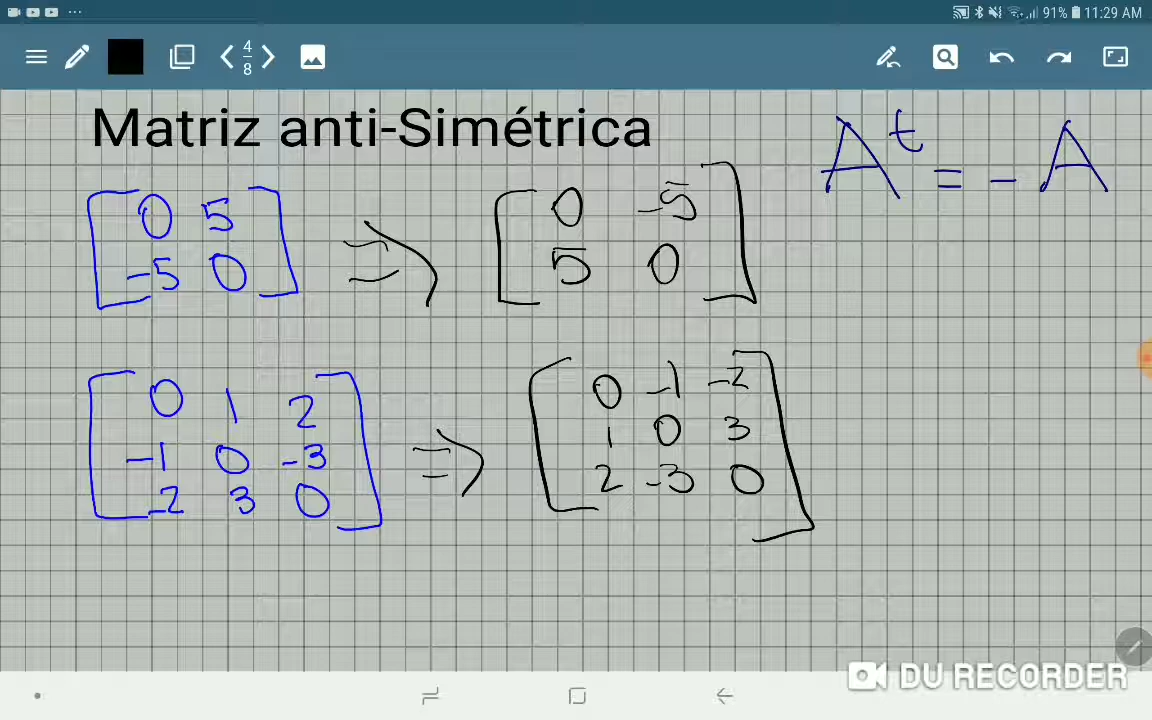 11:29 AM
91%
4
8
Matriz anti-Simétrica
A^t = - A
0 5
-5 0
⇒
0 -5
5 0
0 1 2
-1 0 -3
-2 3 0
⇒
0 -1 -2
1 0 3
2 -3 0
DU RECORDER